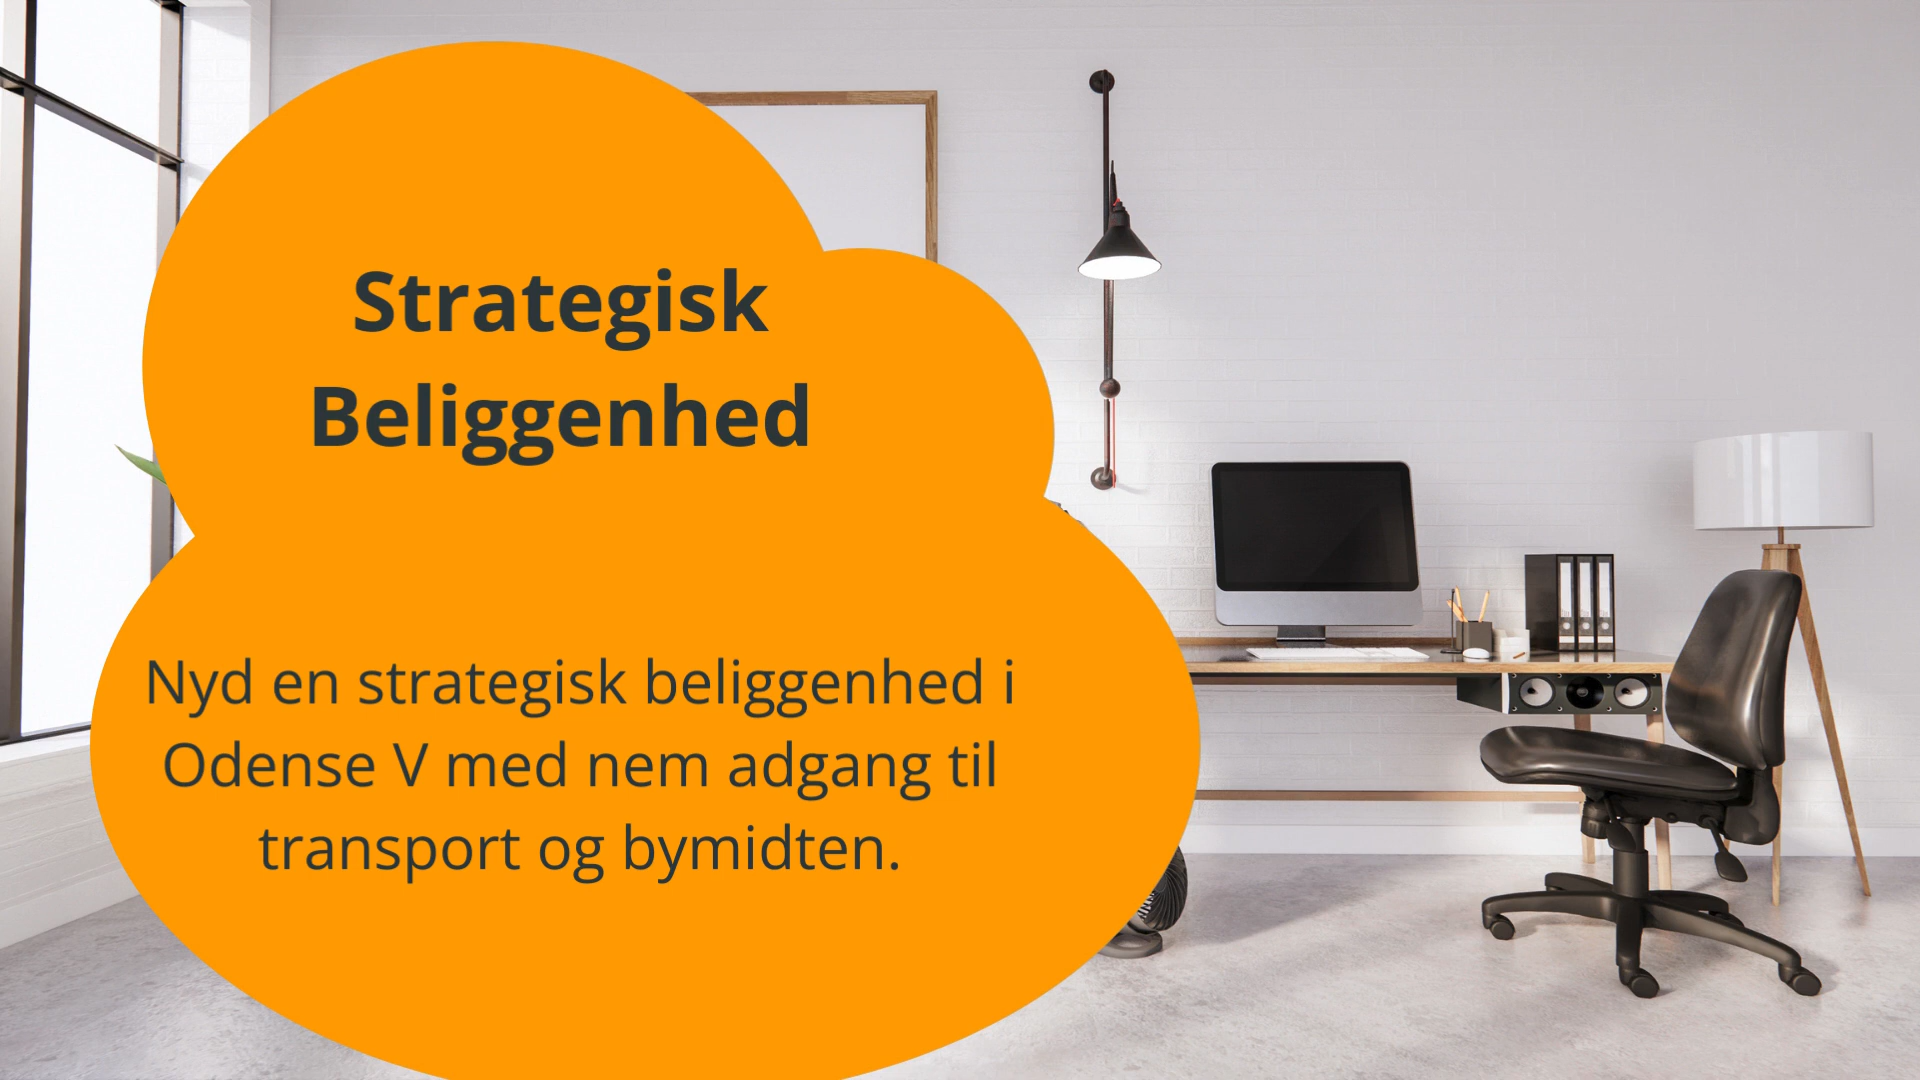 Strategisk
Beliggenhed
Nyd en strategisk beliggenhed i
Odense V med nem adgang til
transport og bymidten.